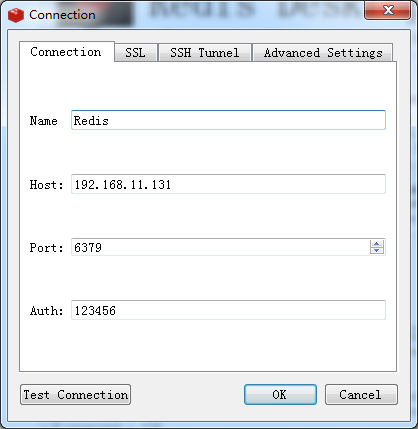 Connection
Connection SSL SSH Tunnel Advanced Settings
Name Redis
Host: 192.168.11.131
Port: 6379
Auth: 123456
Test Connection OK Cancel